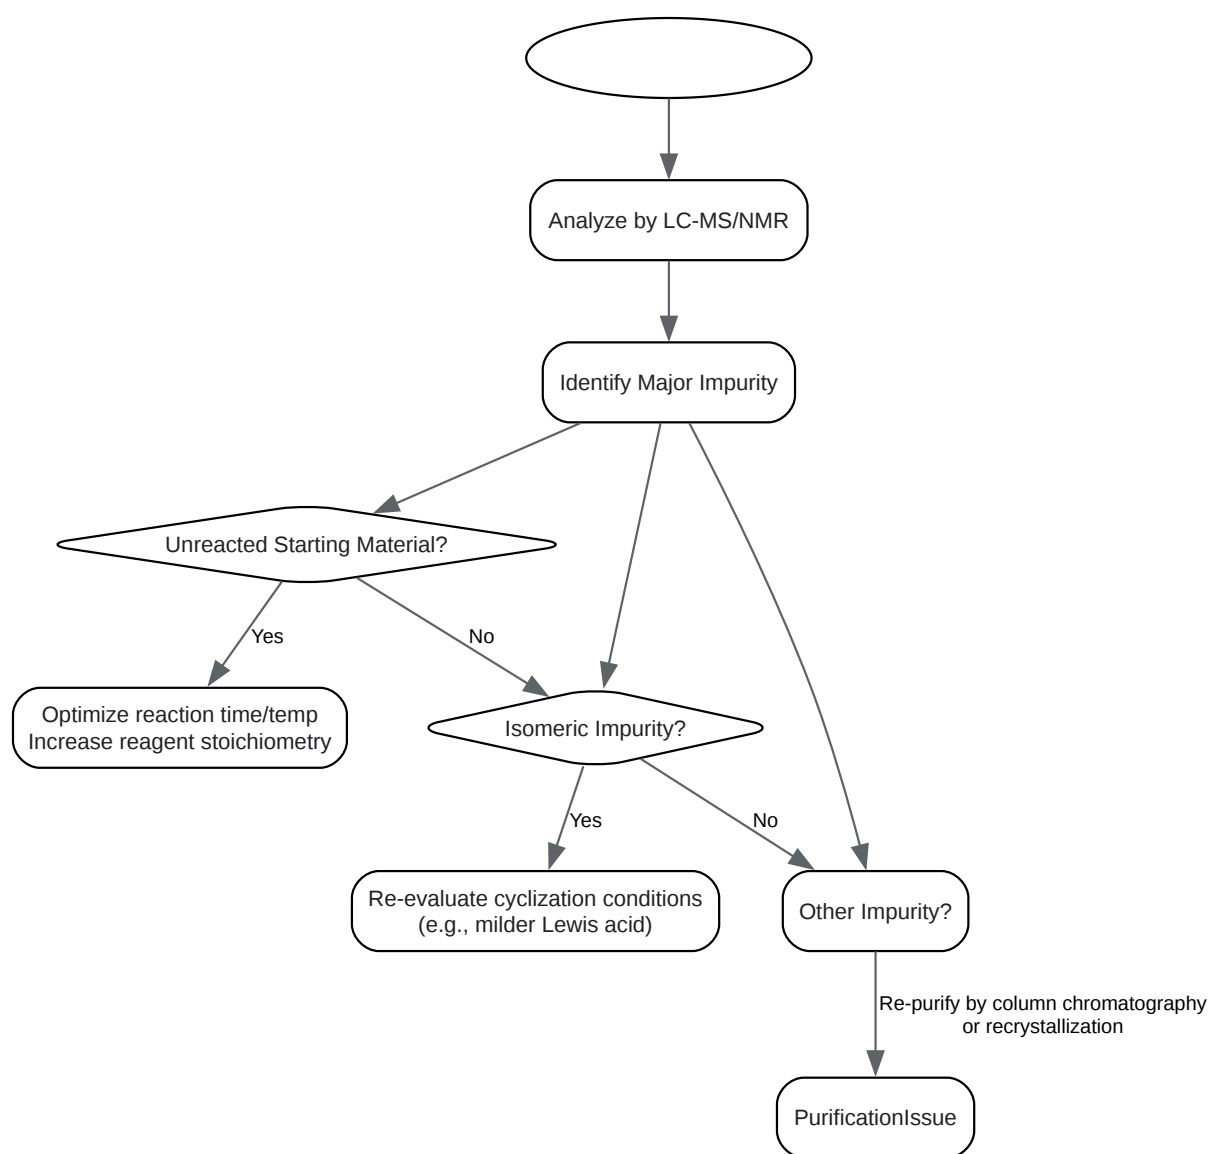 Analyze by LC-MS/NMR
Identify Major Impurity
Unreacted Starting Material?
Yes
No
Optimize reaction time/temp
Increase reagent stoichiometry
Isomeric Impurity?
Yes
No
Re-evaluate cyclization conditions
(e.g., milder Lewis acid)
Other Impurity?
Re-purify by column chromatography
or recrystallization
PurificationIssue